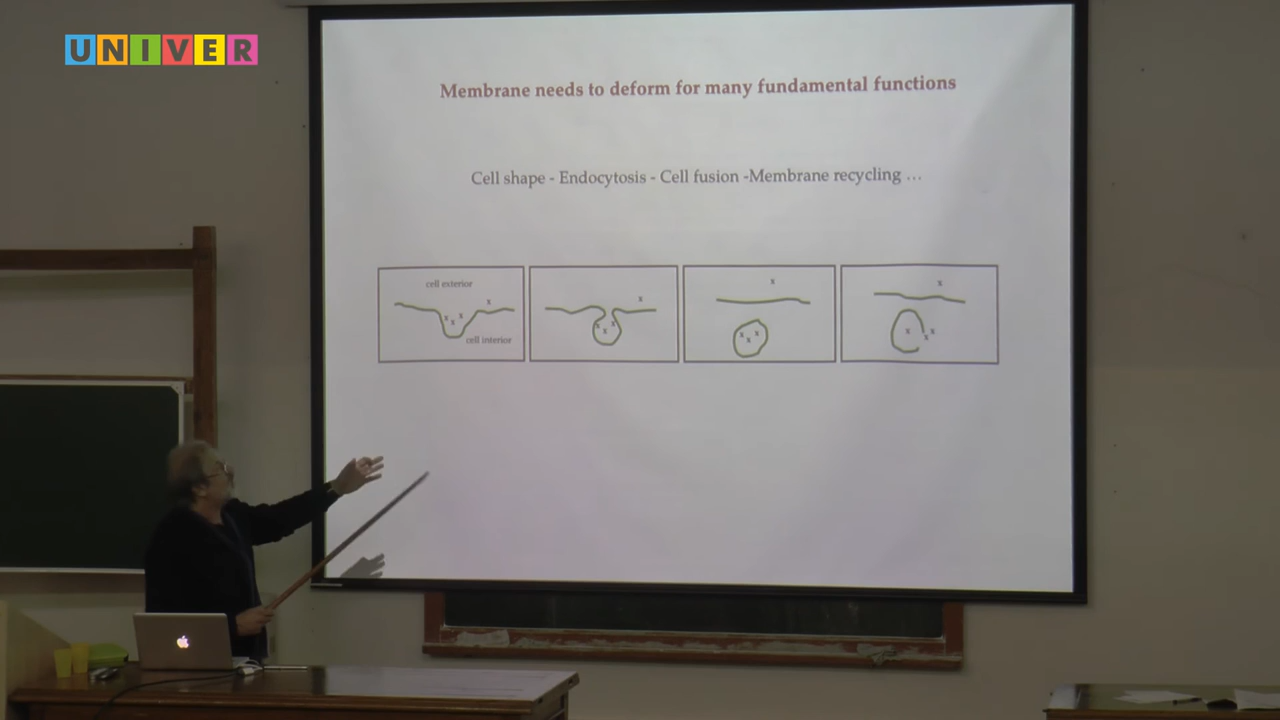 UNIVER
Membrane needs to deform for many fundamental functions
Cell shape - Endocytosis - Cell fusion -Membrane recycling ...
cell exterior
x
x x x
cell interior
x
x x x
x
x x x
x
x x x